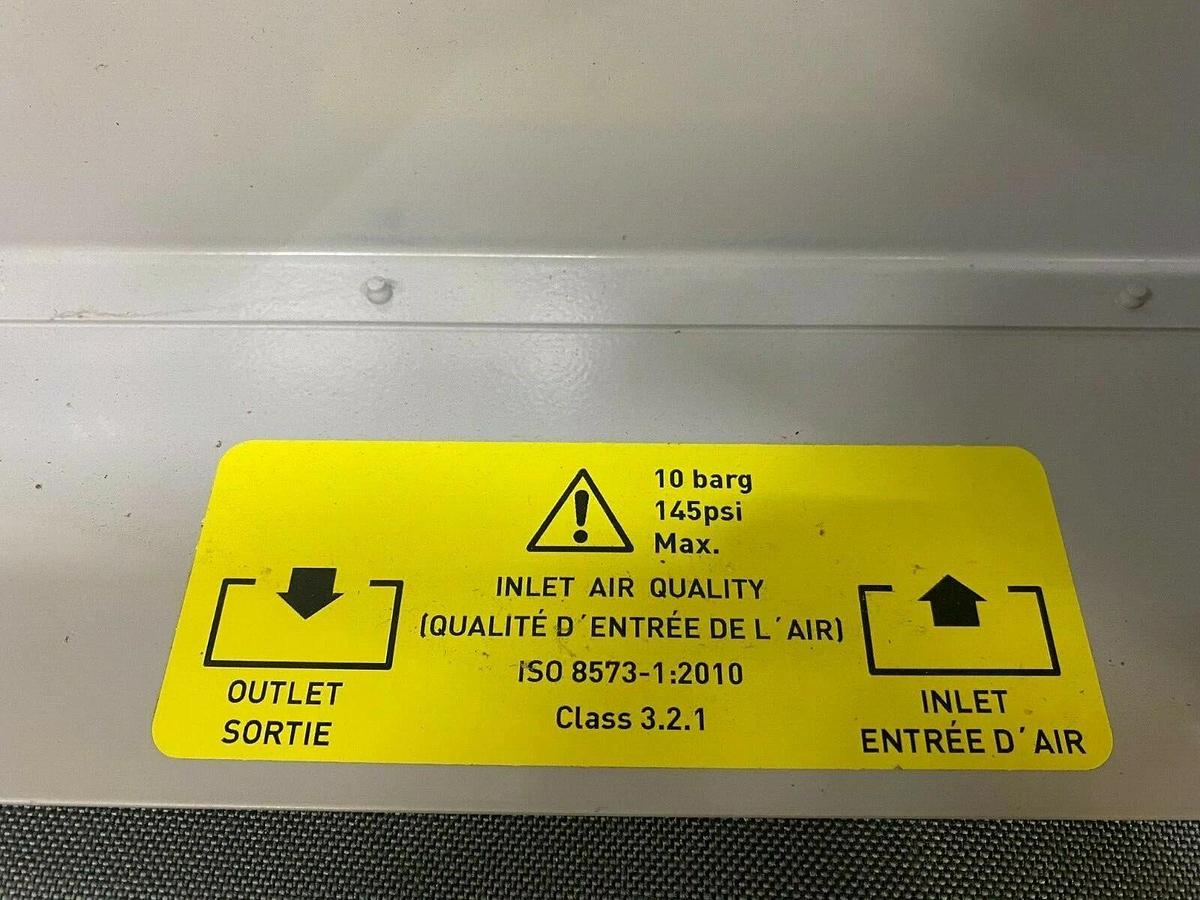 10 barg
145psi
Max.
INLET AIR QUALITY
(QUALITÉ D´ENTRÉE DE L´AIR)
ISO 8573-1:2010
Class 3.2.1
OUTLET
SORTIE
INLET
ENTRÉE D´AIR